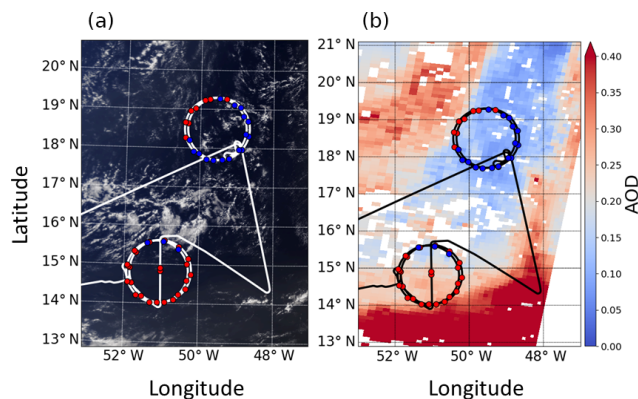 (a)
(b)
20° N
19° N
18° N
17° N
16° N
15° N
14° N
13° N
Latitude
52° W
50° W
48° W
Longitude
21° N
20° N
19° N
18° N
17° N
16° N
15° N
14° N
13° N
52° W
50° W
48° W
Longitude
0.40
0.35
0.30
0.25
0.20
0.15
0.10
0.05
0.00
AOD